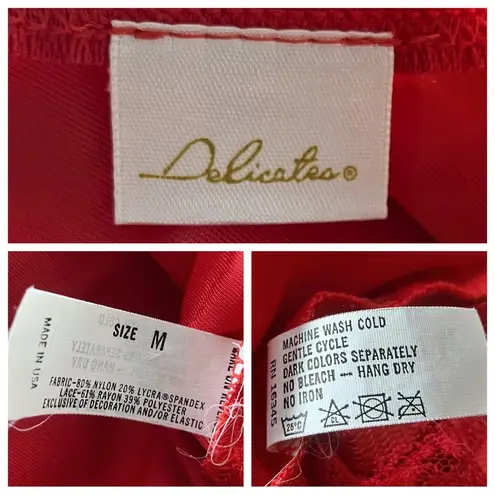 Delicates®
MADE IN USA
SIZE M
FABRIC-80% NYLON 20% LYCRA® SPANDEX
LACE-61% RAYON 39% POLYESTER
EXCLUSIVE OF DECORATION AND/OR ELASTIC
MACHINE WASH COLD
GENTLE CYCLE
DARK COLORS SEPARATELY
NO BLEACH - HANG DRY
NO IRON
RN 16345
CL